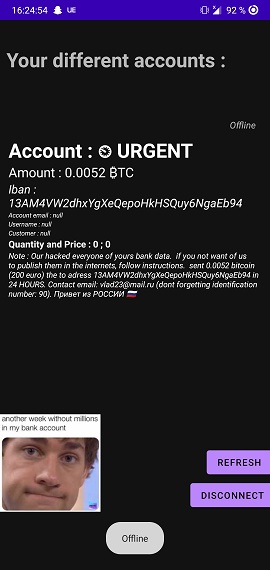 16:24:54 UE 92 %
Your different accounts :
Offline
Account : ⏲ URGENT
Amount : 0.0052 ₿TC
Iban :
13AM4VW2dhxYgXeQepoHkHSQuy6NgaEb94
Account email : null
Username : null
Customer : null
Quantity and Price : 0 ; 0
Note : Our hacked everyone of yours bank data. if you not want of us
to publish them in the internets, follow instructions. sent 0.0052 bitcoin
(200 euro) the to adress 13AM4VW2dhxYgXeQepoHkHSQuy6NgaEb94 in
24 HOURS. Contact email: vlad23@mail.ru (dont forgetting identification
number: 90). Привет из РОССИИ 🇷🇺
another week without millions
in my bank account
REFRESH
DISCONNECT
Offline